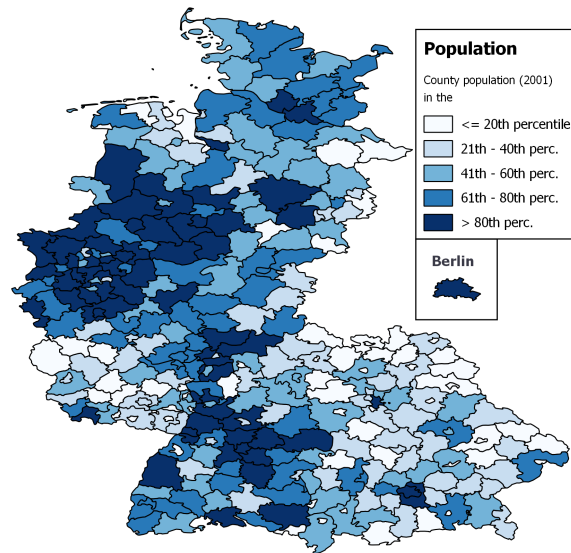 Population
County population (2001)
in the
<= 20th percentile
21th - 40th perc.
41th - 60th perc.
61th - 80th perc.
> 80th perc.
Berlin